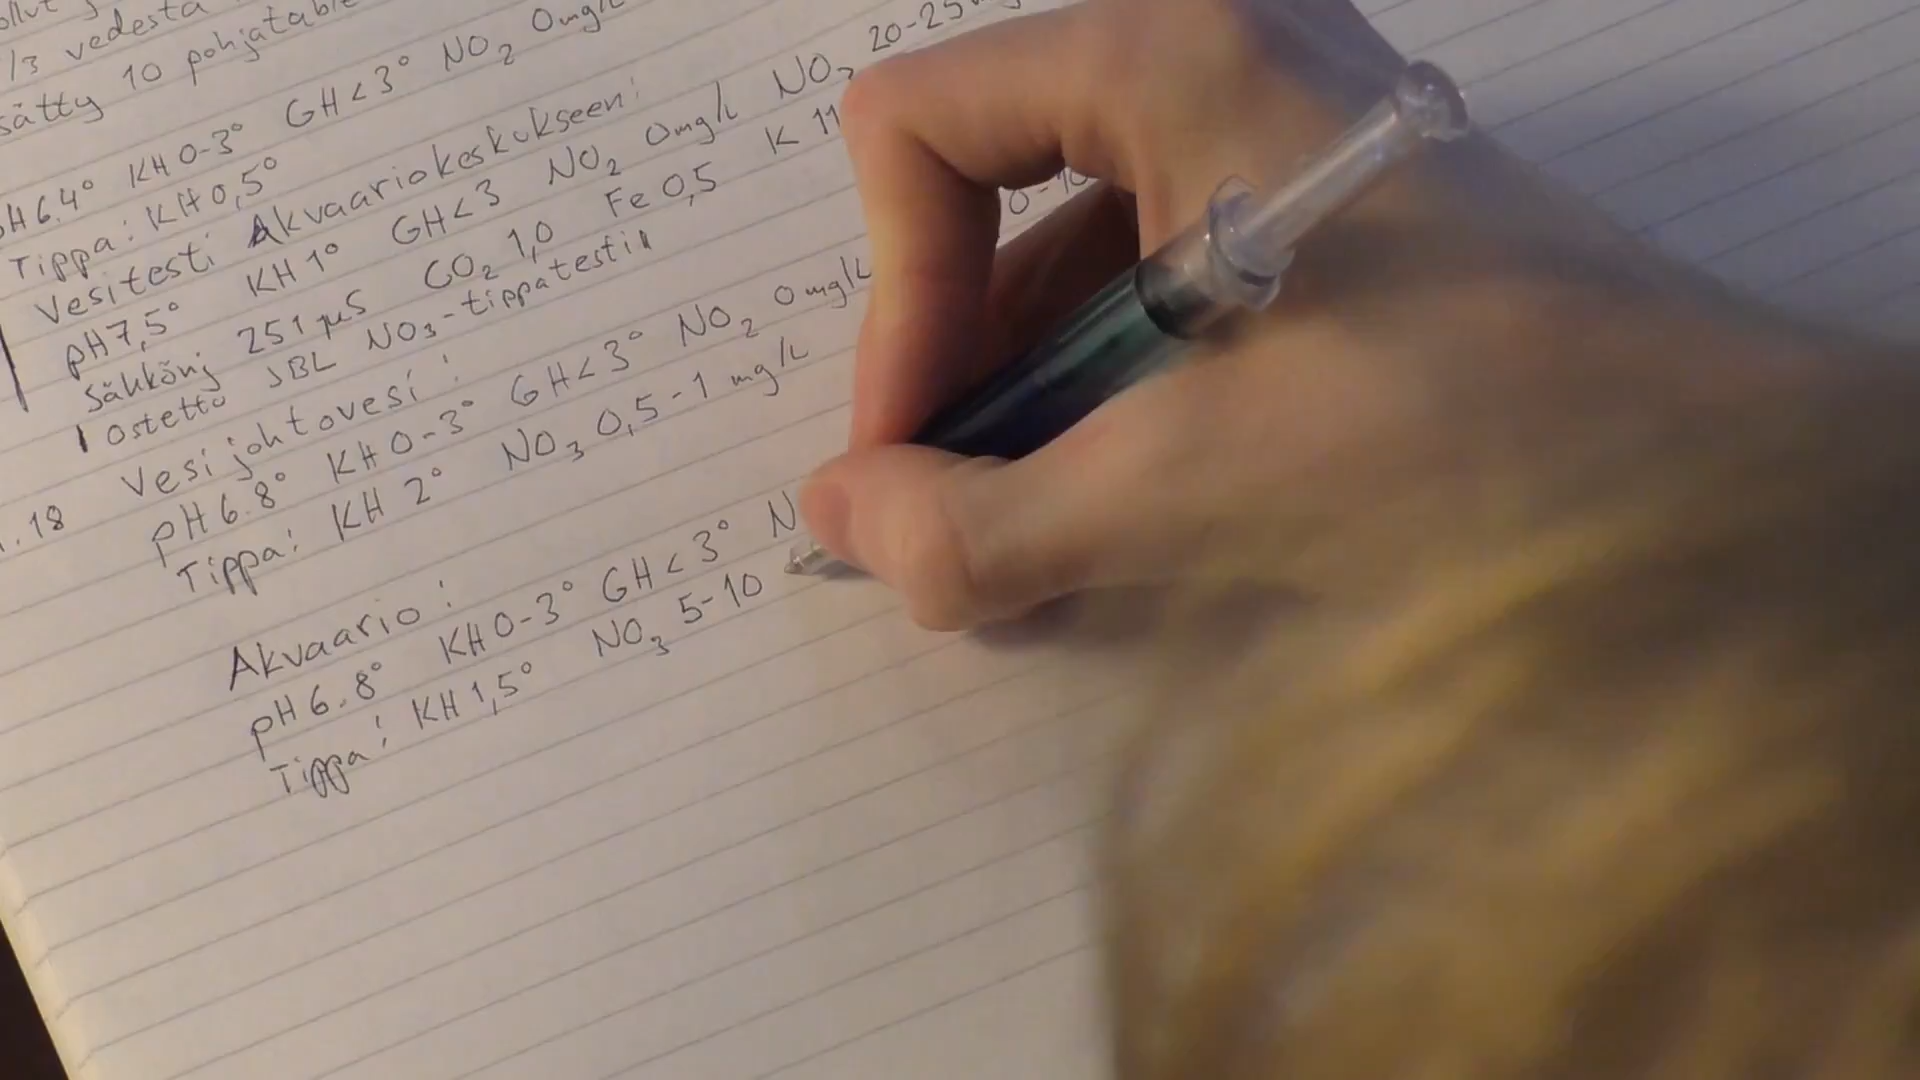 1/3 vedestä
10 pohjatable
pH 6.4° KH 0-3° GH<3° NO2 0mg/L
Tippa: KH 0,5°
Vesitesti Akvaariokeskukseen:
pH 7,5° KH 1° GH<3 NO2 0mg/L NO3 20-25
Sähkönj 251 µS CO2 1,0 Fe 0,5 K 11
Ostettu JBL NO3-tippatesti
18 Vesijohtovesi:
pH 6.8° KH 0-3° GH<3° NO2 0mg/L
Tippa: KH 2° NO3 0,5-1 mg/L
Akvaario:
pH 6.8° KH 0-3° GH<3° N
Tippa: KH 1,5° NO3 5-10